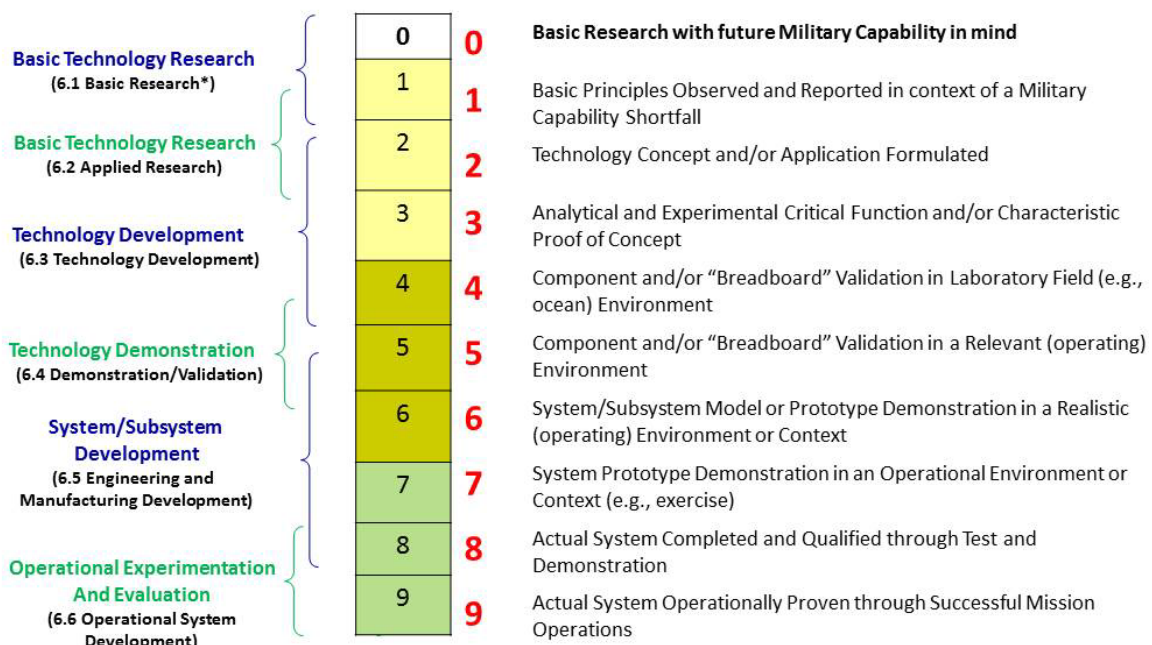 Basic Technology Research
(6.1 Basic Research*)
Basic Technology Research
(6.2 Applied Research)
Technology Development
(6.3 Technology Development)
Technology Demonstration
(6.4 Demonstration/Validation)
System/Subsystem
Development
(6.5 Engineering and
Manufacturing Development)
Operational Experimentation
And Evaluation
(6.6 Operational System
Development)
0
1
2
3
4
5
6
7
8
9
0
1
2
3
4
5
6
7
8
9
Basic Research with future Military Capability in mind
Basic Principles Observed and Reported in context of a Military
Capability Shortfall
Technology Concept and/or Application Formulated
Analytical and Experimental Critical Function and/or Characteristic
Proof of Concept
Component and/or “Breadboard” Validation in Laboratory Field (e.g.,
ocean) Environment
Component and/or “Breadboard” Validation in a Relevant (operating)
Environment
System/Subsystem Model or Prototype Demonstration in a Realistic
(operating) Environment or Context
System Prototype Demonstration in an Operational Environment or
Context (e.g., exercise)
Actual System Completed and Qualified through Test and
Demonstration
Actual System Operationally Proven through Successful Mission
Operations